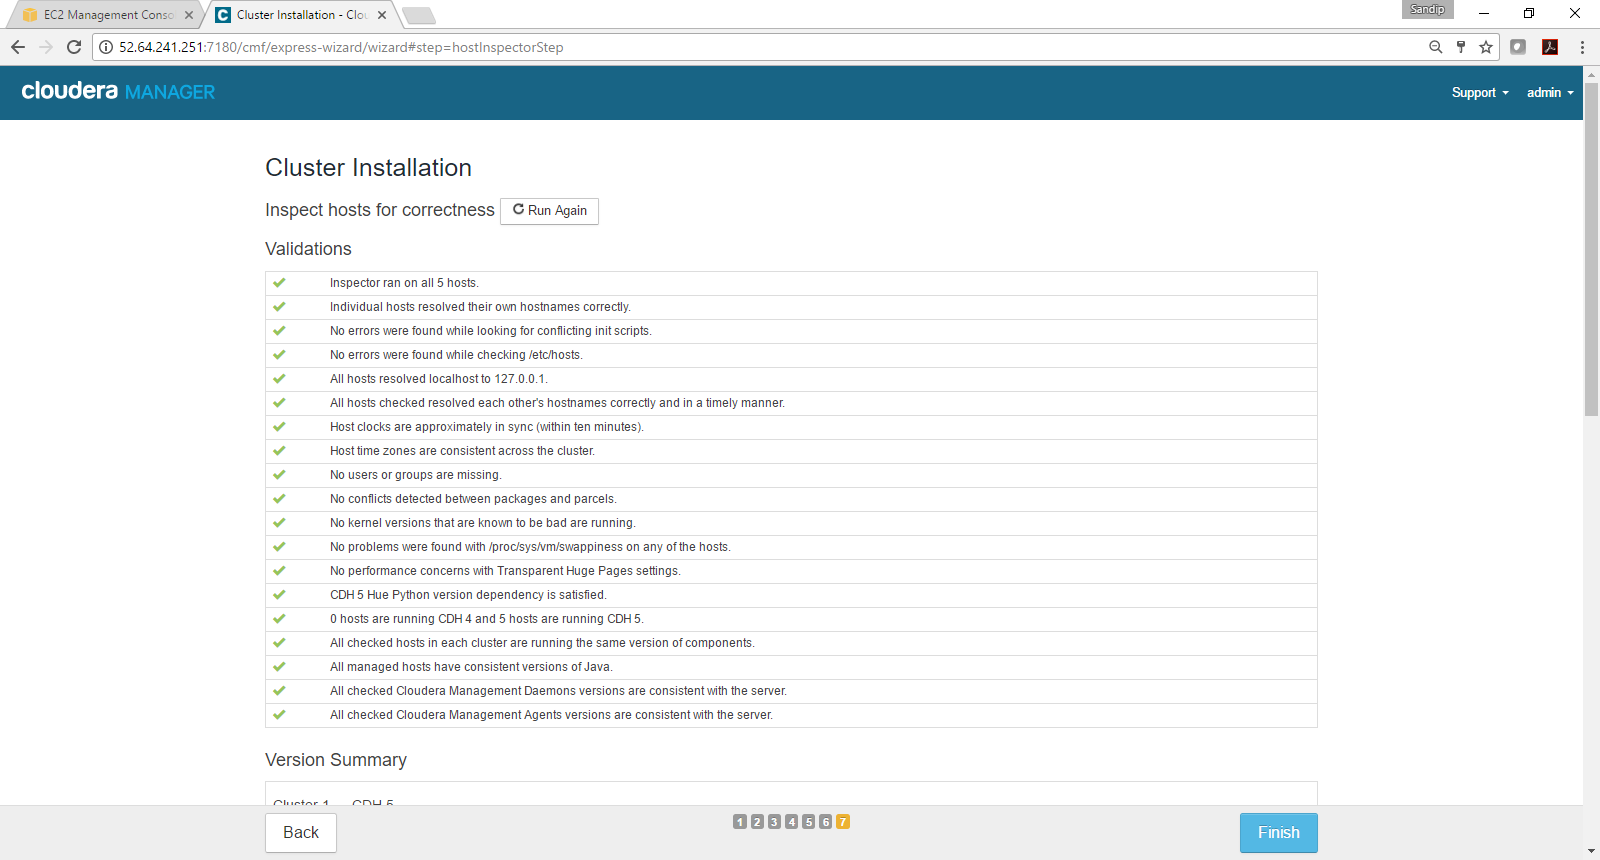 EC2 Management Conso
Cluster Installation - Clou
Sandip
52.64.241.251:7180/cmf/express-wizard/wizard#step=hostInspectorStep
cloudera MANAGER
Support
admin
Cluster Installation
Inspect hosts for correctness
Run Again
Validations
Inspector ran on all 5 hosts.
Individual hosts resolved their own hostnames correctly.
No errors were found while looking for conflicting init scripts.
No errors were found while checking /etc/hosts.
All hosts resolved localhost to 127.0.0.1.
All hosts checked resolved each other's hostnames correctly and in a timely manner.
Host clocks are approximately in sync (within ten minutes).
Host time zones are consistent across the cluster.
No users or groups are missing.
No conflicts detected between packages and parcels.
No kernel versions that are known to be bad are running.
No problems were found with /proc/sys/vm/swappiness on any of the hosts.
No performance concerns with Transparent Huge Pages settings.
CDH 5 Hue Python version dependency is satisfied.
0 hosts are running CDH 4 and 5 hosts are running CDH 5.
All checked hosts in each cluster are running the same version of components.
All managed hosts have consistent versions of Java.
All checked Cloudera Management Daemons versions are consistent with the server.
All checked Cloudera Management Agents versions are consistent with the server.
Version Summary
Cluster 1 — CDH 5
Back
1 2 3 4 5 6 7
Finish